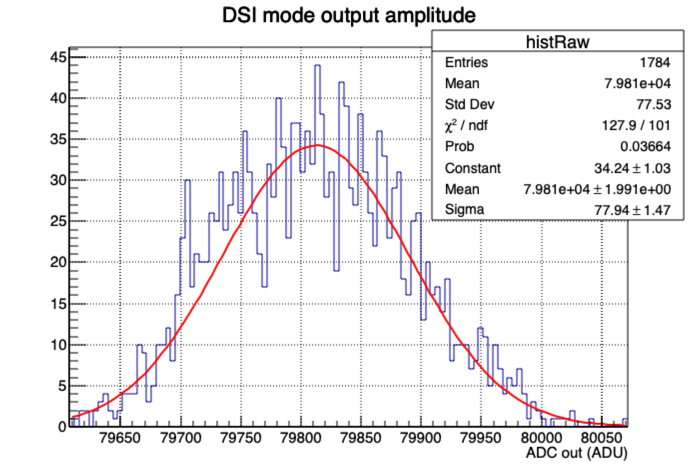 DSI mode output amplitude
histRaw
Entries 1784
Mean 7.981e+04
Std Dev 77.53
χ² / ndf 127.9 / 101
Prob 0.03664
Constant 34.24 ± 1.03
Mean 7.981e+04 ± 1.991e+00
Sigma 77.94 ± 1.47
45
40
35
30
25
20
15
10
5
0
79650 79700 79750 79800 79850 79900 79950 80000 80050
ADC out (ADU)